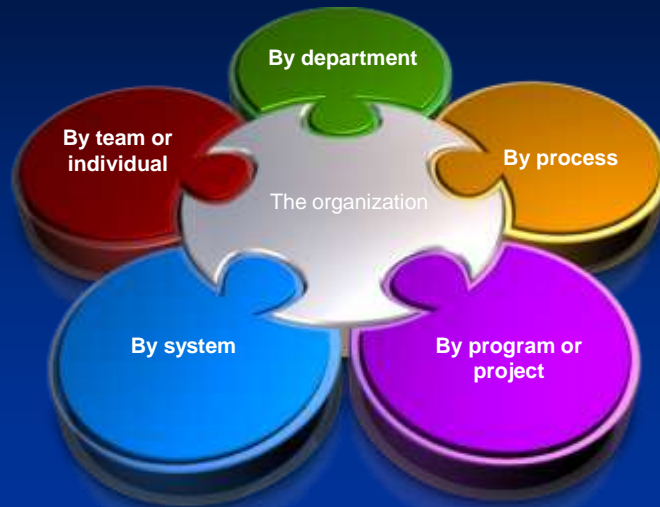 By department
By team or
individual
By process
The organization
By system
By program or
project